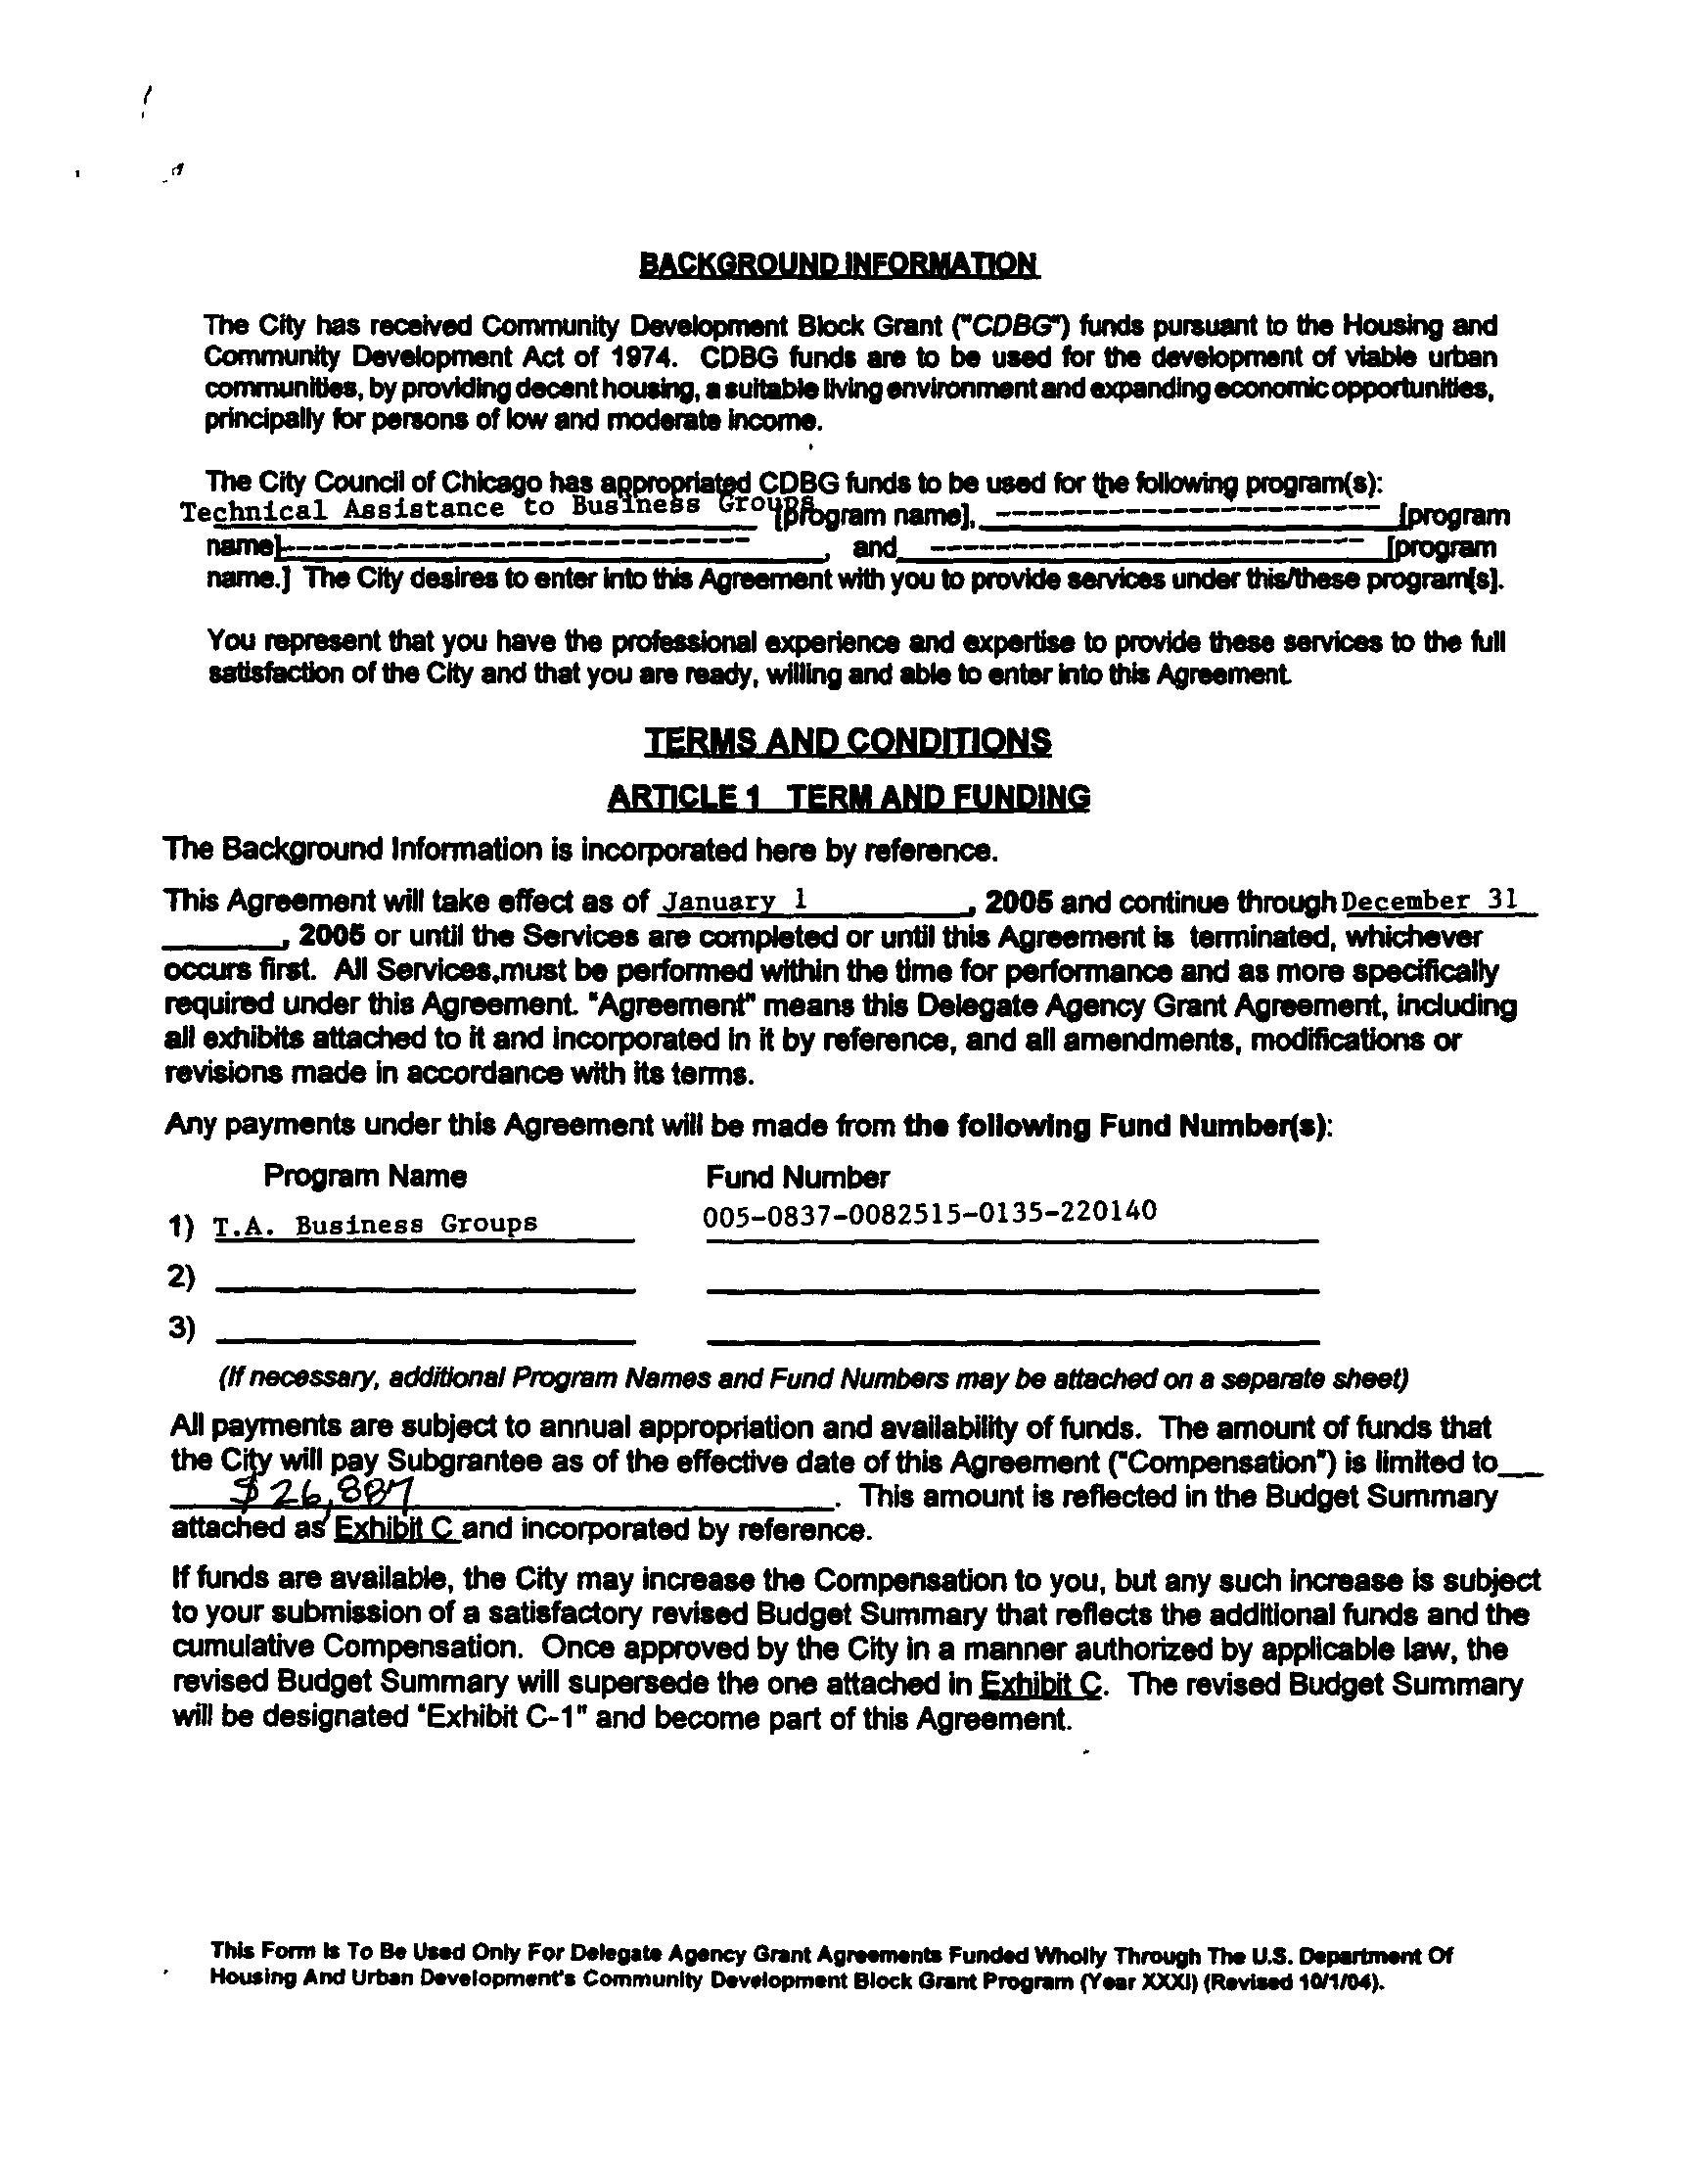 BACKGROUND INFORMATION
The City has received Community Development Block Grant ("CDBG") funds pursuant to the Housing and
Community Development Act of 1974. CDBG funds are to be used for the development of viable urban
communities, by providing decent housing, a suitable living environment and expanding economic opportunities,
principally for persons of low and moderate income.
The City Council of Chicago has appropriated CDBG funds to be used for the following program(s):
Technical Assistance to Business Groups [program name], ------------------------ [program
name]------------------------------, and ---------------------------- [program
name.] The City desires to enter into this Agreement with you to provide services under this/these program[s].
You represent that you have the professional experience and expertise to provide these services to the full
satisfaction of the City and that you are ready, willing and able to enter into this Agreement.
TERMS AND CONDITIONS
ARTICLE 1 TERM AND FUNDING
The Background Information is incorporated here by reference.
This Agreement will take effect as of January 1 , 2005 and continue through December 31
, 2005 or until the Services are completed or until this Agreement is terminated, whichever
occurs first. All Services,must be performed within the time for performance and as more specifically
required under this Agreement. "Agreement" means this Delegate Agency Grant Agreement, including
all exhibits attached to it and incorporated in it by reference, and all amendments, modifications or
revisions made in accordance with its terms.
Any payments under this Agreement will be made from the following Fund Number(s):
Program Name Fund Number
1) T.A. Business Groups 005-0837-0082515-0135-220140
2)
3)
(If necessary, additional Program Names and Fund Numbers may be attached on a separate sheet)
All payments are subject to annual appropriation and availability of funds. The amount of funds that
the City will pay Subgrantee as of the effective date of this Agreement ("Compensation") is limited to
. This amount is reflected in the Budget Summary
attached as Exhibit C and incorporated by reference.
If funds are available, the City may increase the Compensation to you, but any such increase is subject
to your submission of a satisfactory revised Budget Summary that reflects the additional funds and the
cumulative Compensation. Once approved by the City in a manner authorized by applicable law, the
revised Budget Summary will supersede the one attached in Exhibit C. The revised Budget Summary
will be designated "Exhibit C-1" and become part of this Agreement.
This Form Is To Be Used Only For Delegate Agency Grant Agreements Funded Wholly Through The U.S. Department Of
Housing And Urban Development's Community Development Block Grant Program (Year XXXI) (Revised 10/1/04).